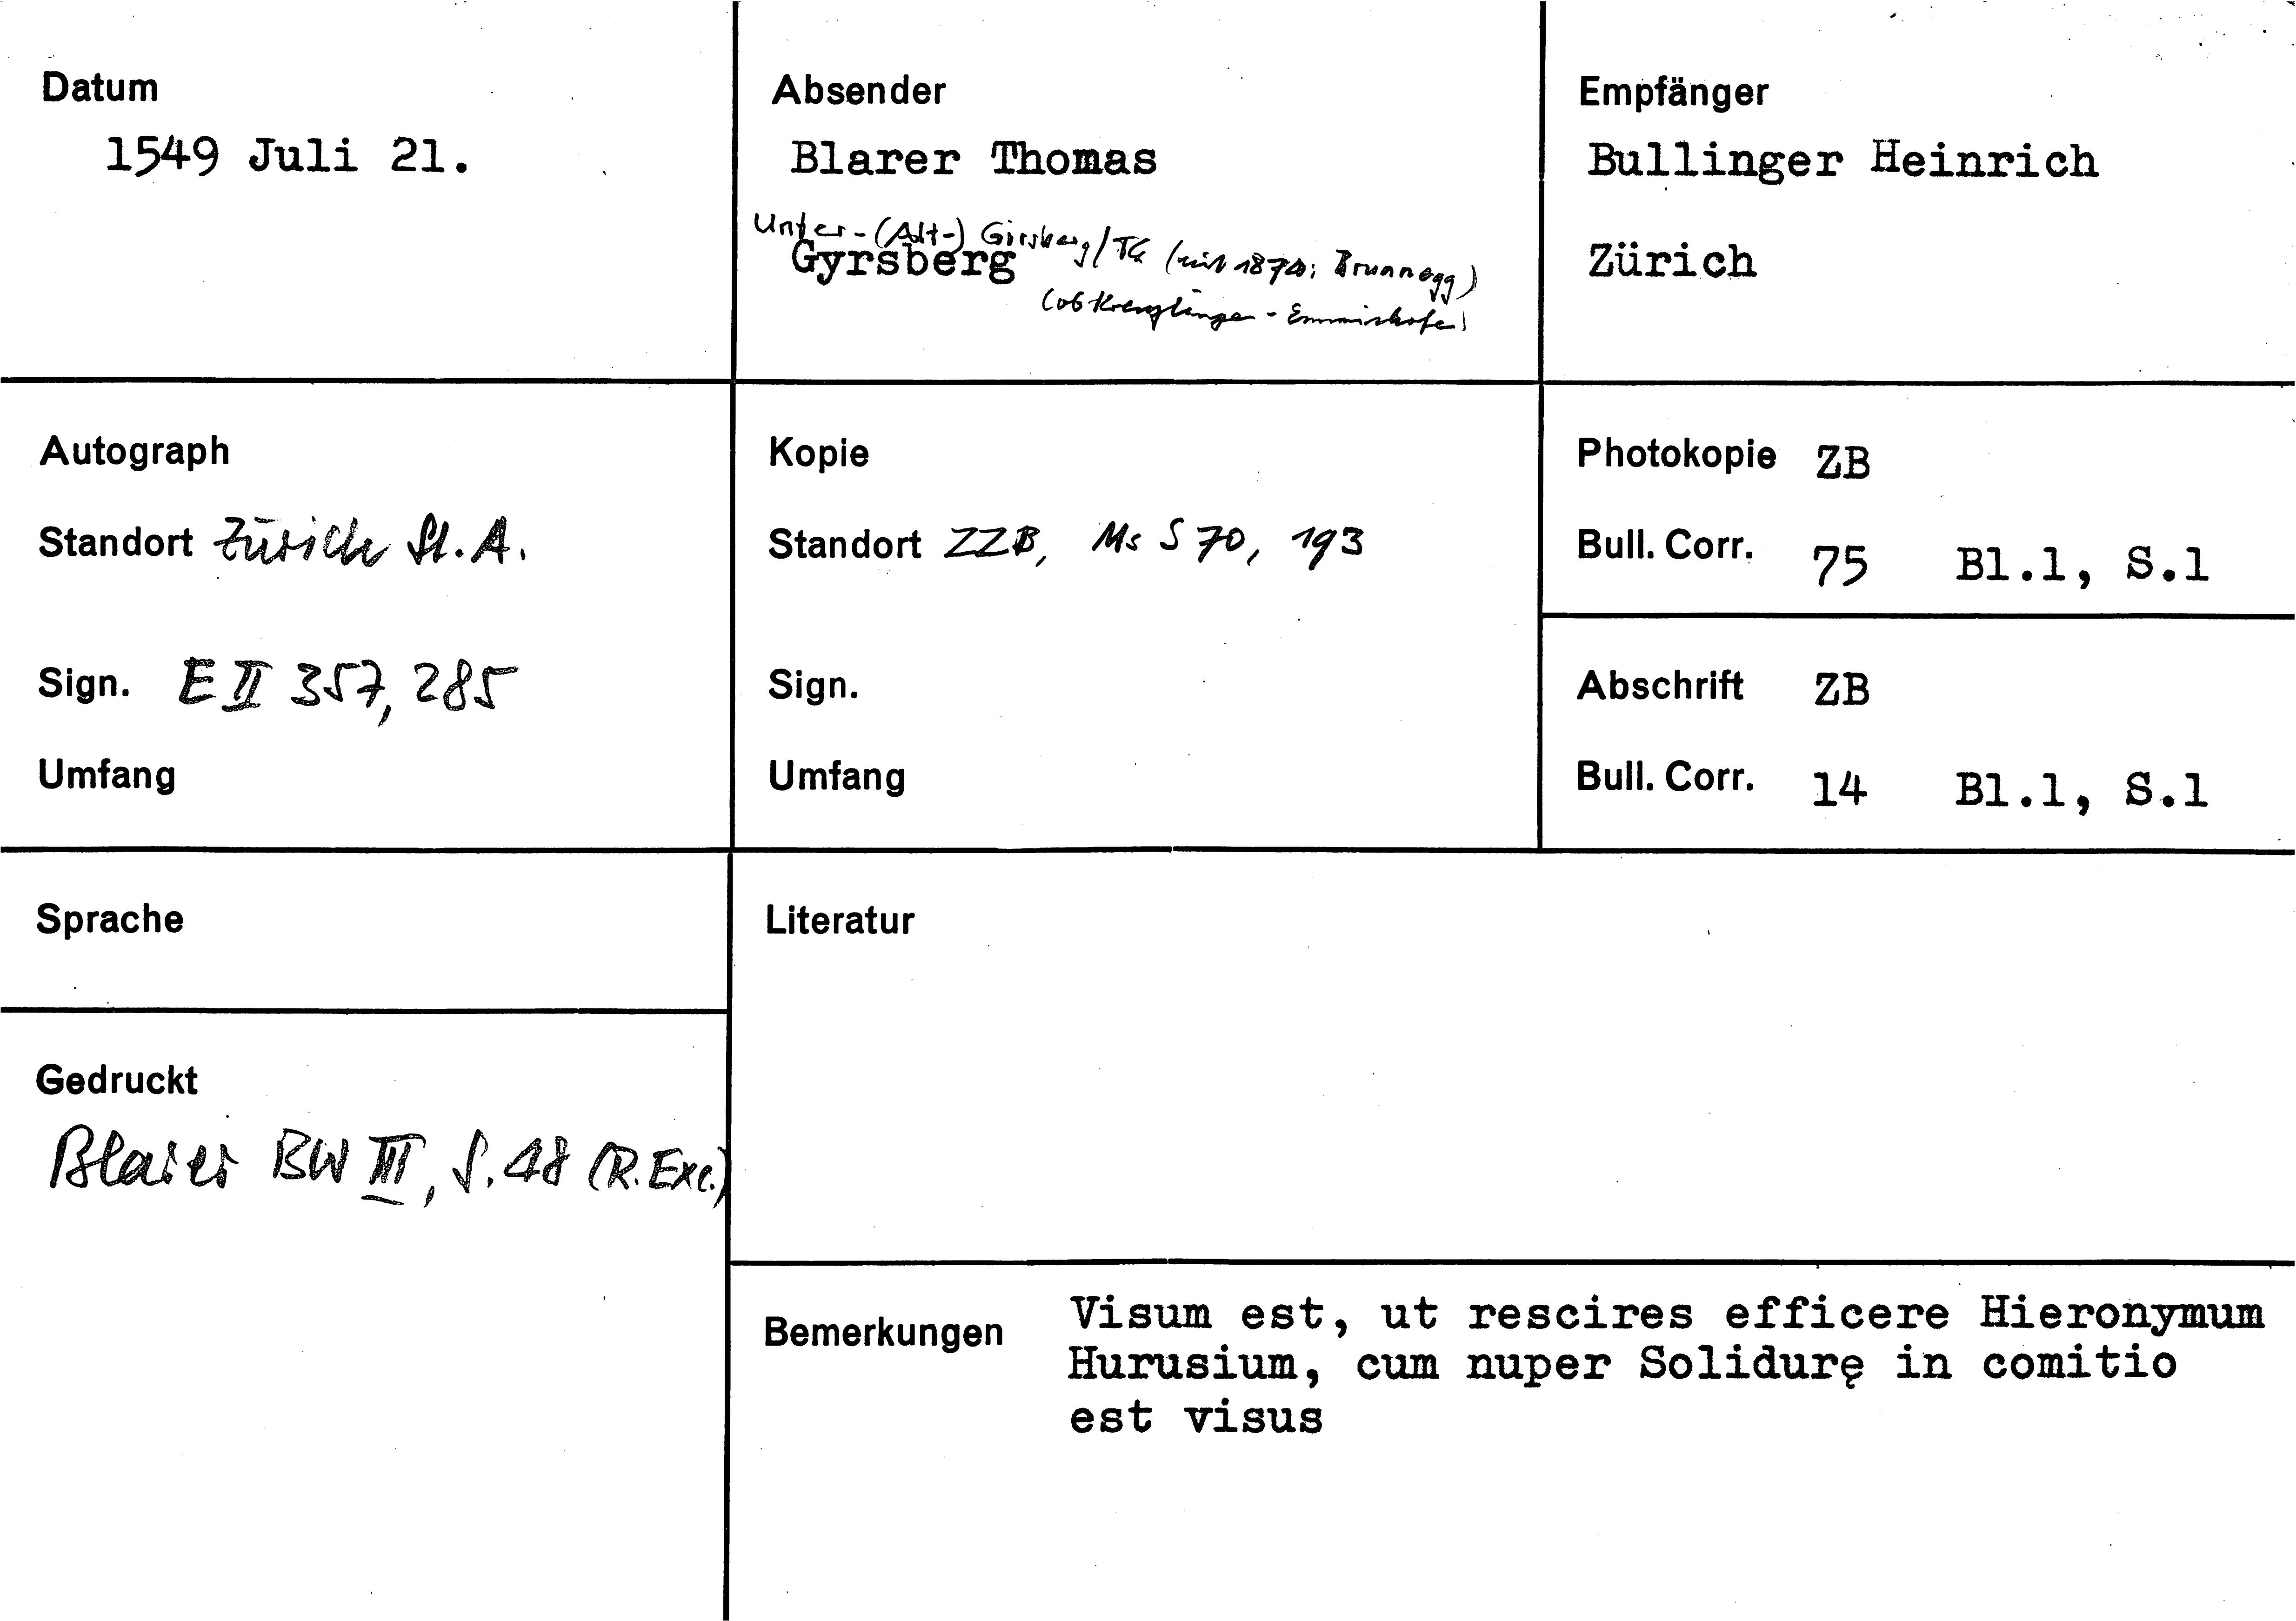 Datum
1549 Juli 21.
Absender
Blarer Thomas
Unter-(Alt-) Girsberg/TG (seit 1874: Brunnegg)
Gyrsberg
(ob Kreuzlingen - Emmishofen)
Empfänger
Bullinger Heinrich
Zürich
Autograph
Standort Zürich St.A.
Sign. E II 357, 285
Umfang
Kopie
Standort ZZB, Ms S 70, 193
Sign.
Umfang
Photokopie ZB
Bull. Corr. 75 Bl.1, S.1
Abschrift ZB
Bull. Corr. 14 Bl.1, S.1
Sprache
Literatur
Gedruckt
Blarer BW III, S. 48 (R. Exc.)
Bemerkungen
Visum est, ut rescires efficere Hieronymum
Hurusium, cum nuper Solidurę in comitio
est visus